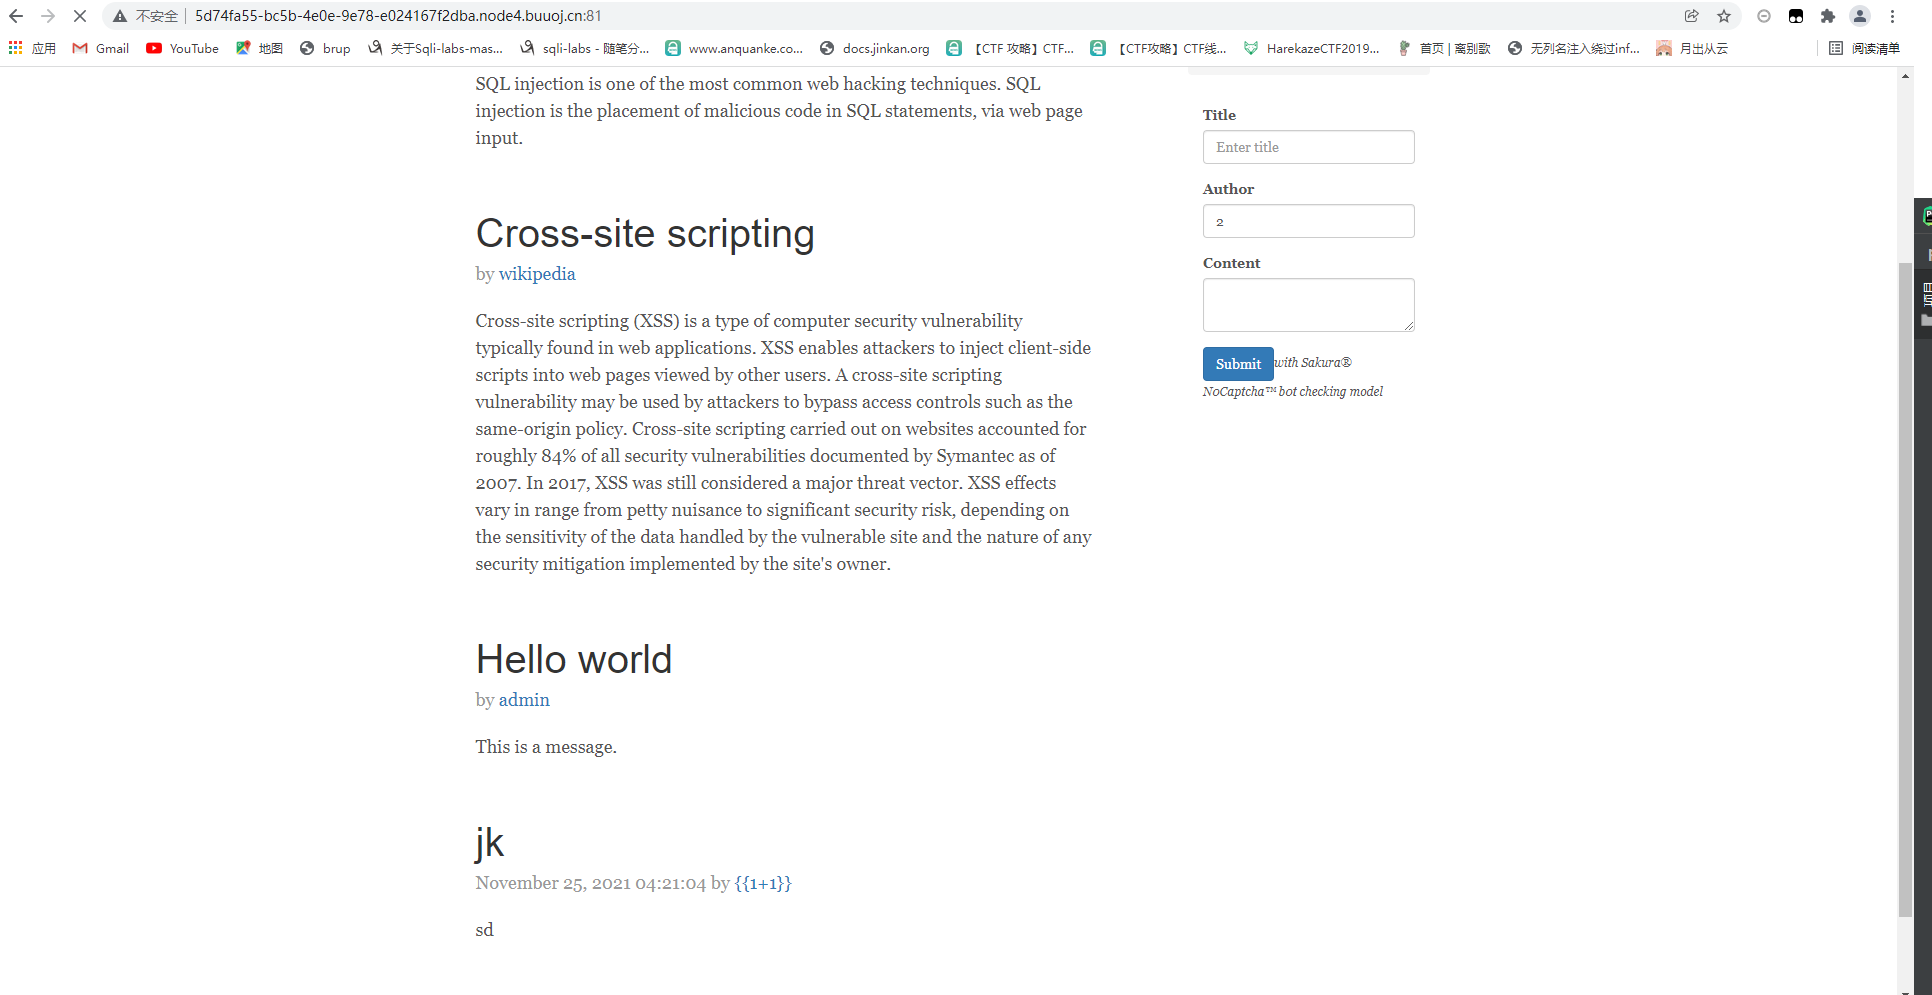 不安全 5d74fa55-bc5b-4e0e-9e78-e024167f2dba.node4.buuoj.cn:81
应用 Gmail YouTube 地图 brup 关于Sqli-labs-mas... sqli-labs - 随笔分... www.anquanke.co... docs.jinkan.org 【CTF 攻略】CTF... 【CTF攻略】CTF线... HarekazeCTF2019... 首页 | 离别歌 无列名注入绕过inf... 月出从云 阅读清单
SQL injection is one of the most common web hacking techniques. SQL
injection is the placement of malicious code in SQL statements, via web page
input.
Cross-site scripting
by wikipedia
Cross-site scripting (XSS) is a type of computer security vulnerability
typically found in web applications. XSS enables attackers to inject client-side
scripts into web pages viewed by other users. A cross-site scripting
vulnerability may be used by attackers to bypass access controls such as the
same-origin policy. Cross-site scripting carried out on websites accounted for
roughly 84% of all security vulnerabilities documented by Symantec as of
2007. In 2017, XSS was still considered a major threat vector. XSS effects
vary in range from petty nuisance to significant security risk, depending on
the sensitivity of the data handled by the vulnerable site and the nature of any
security mitigation implemented by the site's owner.
Hello world
by admin
This is a message.
jk
November 25, 2021 04:21:04 by {{1+1}}
sd
Title
Enter title
Author
2
Content
Submit with Sakura®
NoCaptcha™ bot checking model